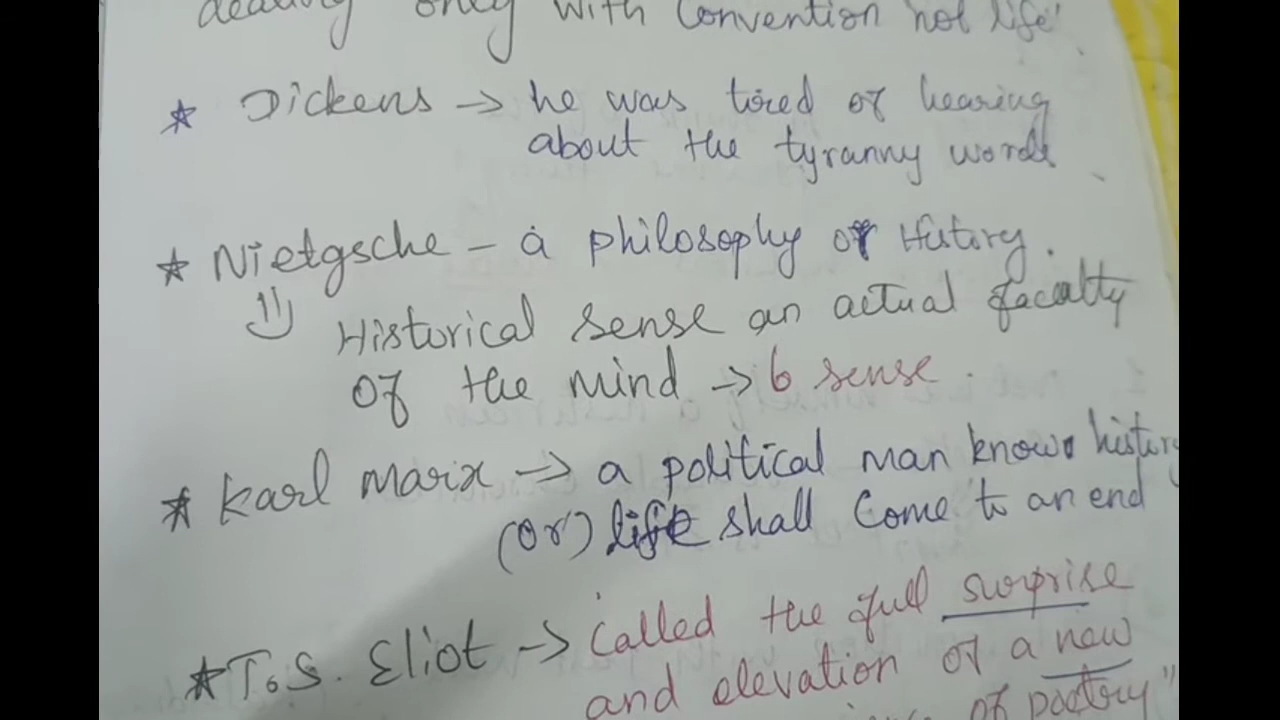 dealing only with Convention not life"
* Dickens -> he was tired of hearing
about the tyranny words
* Nietgsche - a philosophy of History.
Historical sense an actual faculty
of the mind -> 6 sense.
* Karl Marx -> a political man know history
(or) life shall Come to an end
* T.S. Eliot -> called the full surprise
and elevation of a new
of poetry"